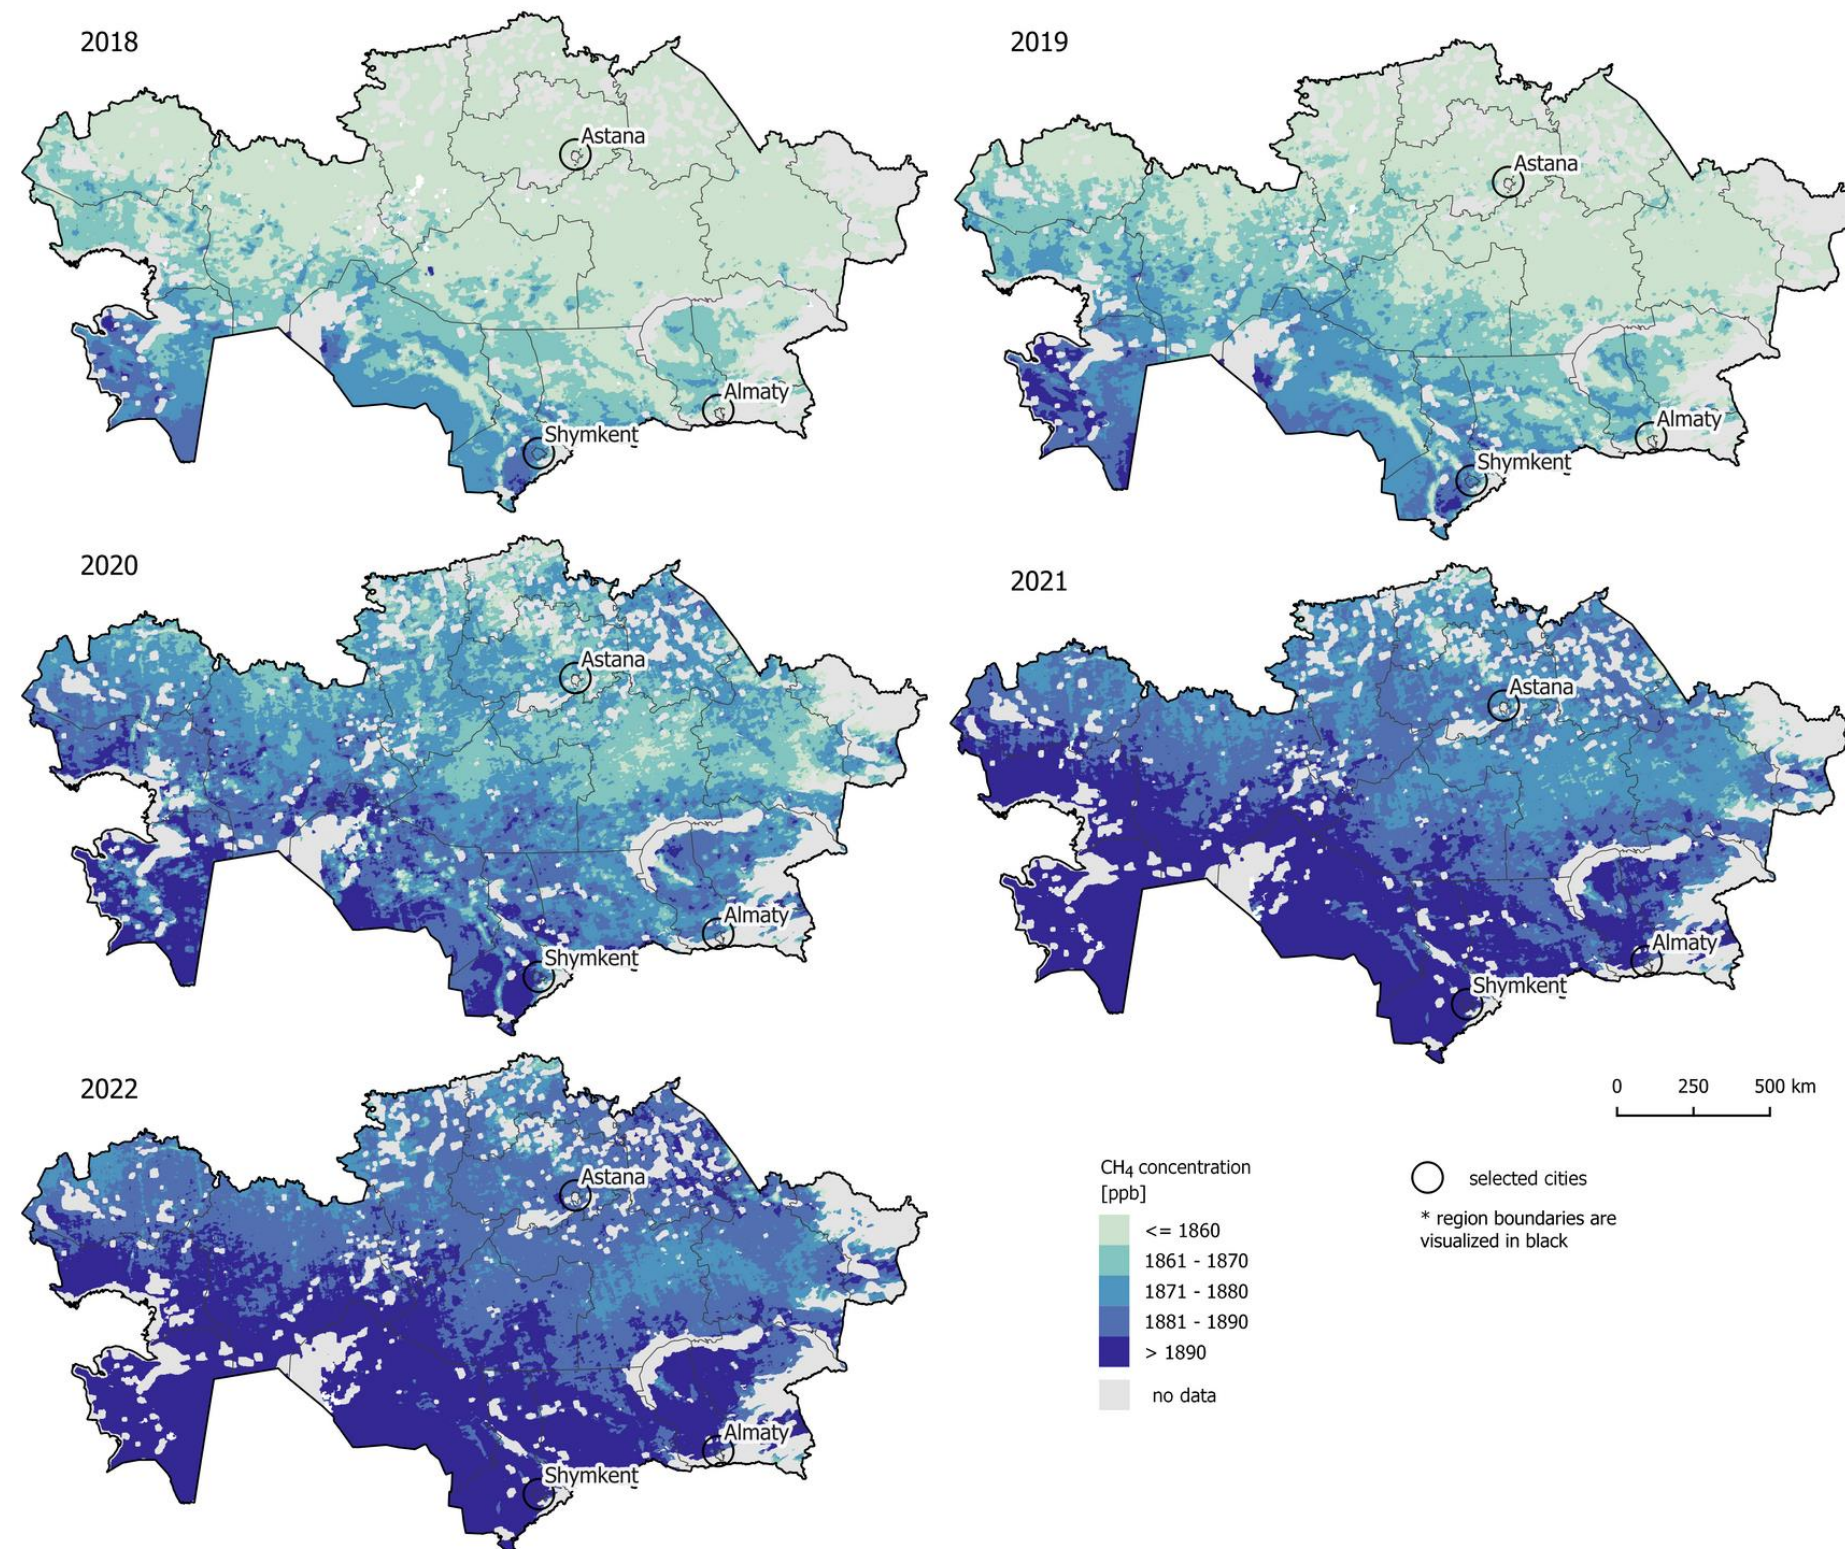 2018
Astana
Almaty
Shymkent
2019
Astana
Almaty
Shymkent
2020
Astana
Almaty
Shymkent
2021
Astana
Almaty
Shymkent
2022
Astana
Almaty
Shymkent
0 250 500 km
CH4 concentration
[ppb]
<= 1860
1861 - 1870
1871 - 1880
1881 - 1890
> 1890
no data
selected cities
* region boundaries are
visualized in black